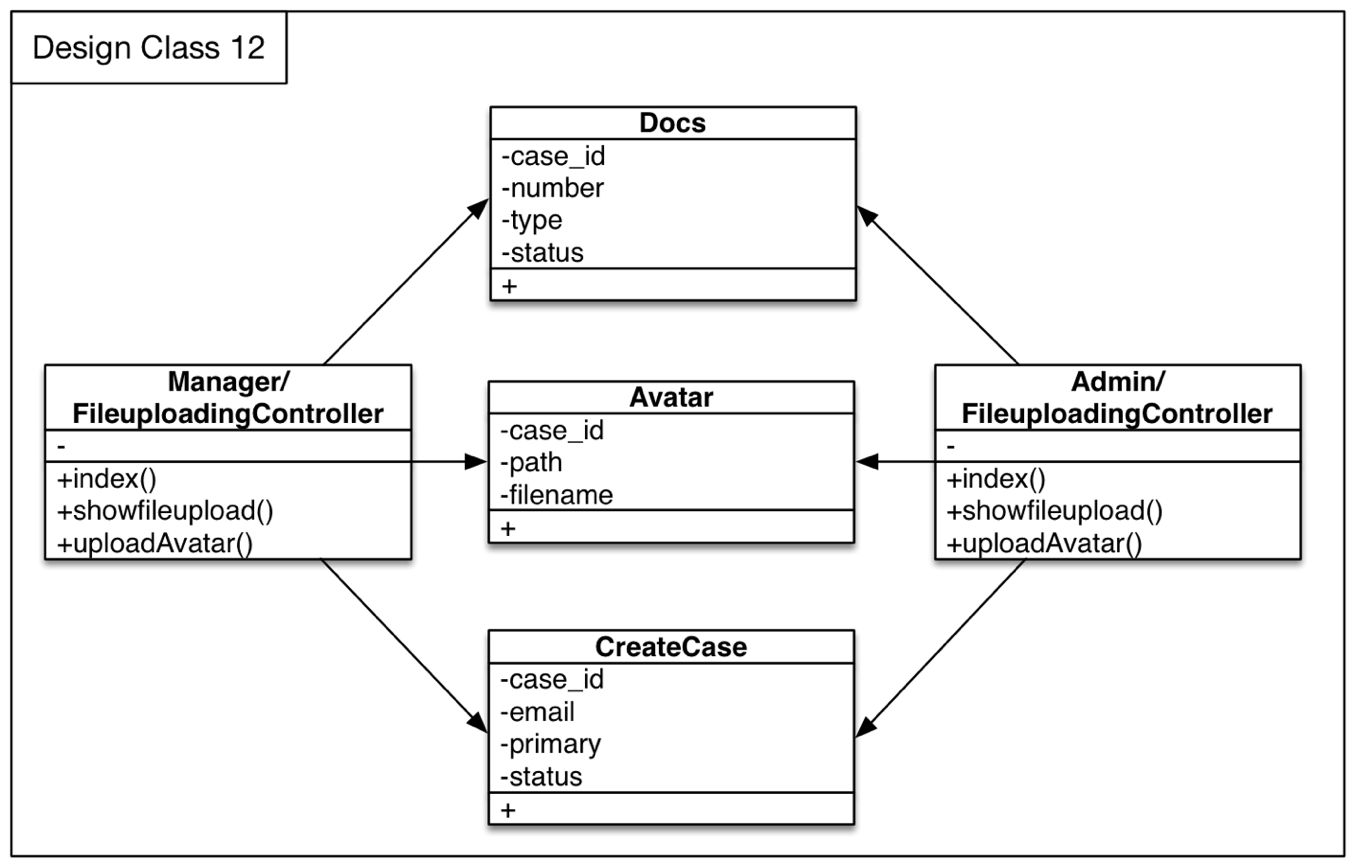 Design Class 12
Docs
-case_id
-number
-type
-status
+
Manager/
FileuploadingController
-
+index()
+showfileupload()
+uploadAvatar()
Avatar
-case_id
-path
-filename
+
Admin/
FileuploadingController
-
+index()
+showfileupload()
+uploadAvatar()
CreateCase
-case_id
-email
-primary
-status
+